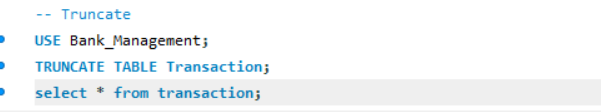 -- Truncate
USE Bank_Management;
TRUNCATE TABLE Transaction;
select * from transaction;